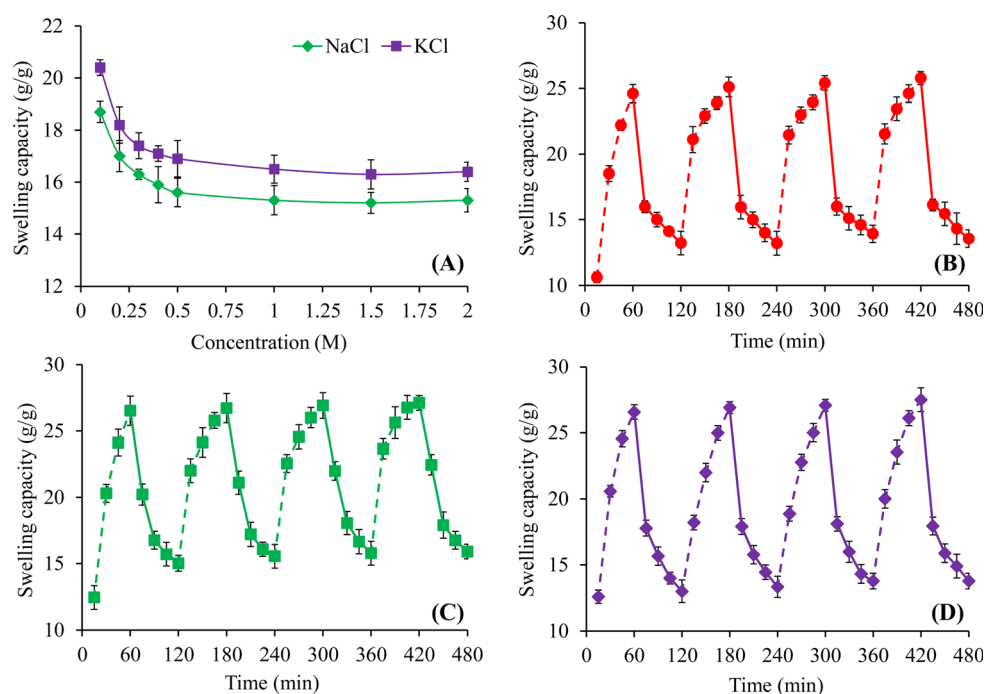 22
20
18
16
14
12
Swelling capacity (g/g)
NaCl KCl
(A)
0 0.25 0.5 0.75 1 1.25 1.5 1.75 2
Concentration (M)
30
25
20
15
10
Swelling capacity (g/g)
(B)
0 60 120 180 240 300 360 420 480
Time (min)
30
25
20
15
10
Swelling capacity (g/g)
(C)
0 60 120 180 240 300 360 420 480
Time (min)
30
25
20
15
10
Swelling capacity (g/g)
(D)
0 60 120 180 240 300 360 420 480
Time (min)